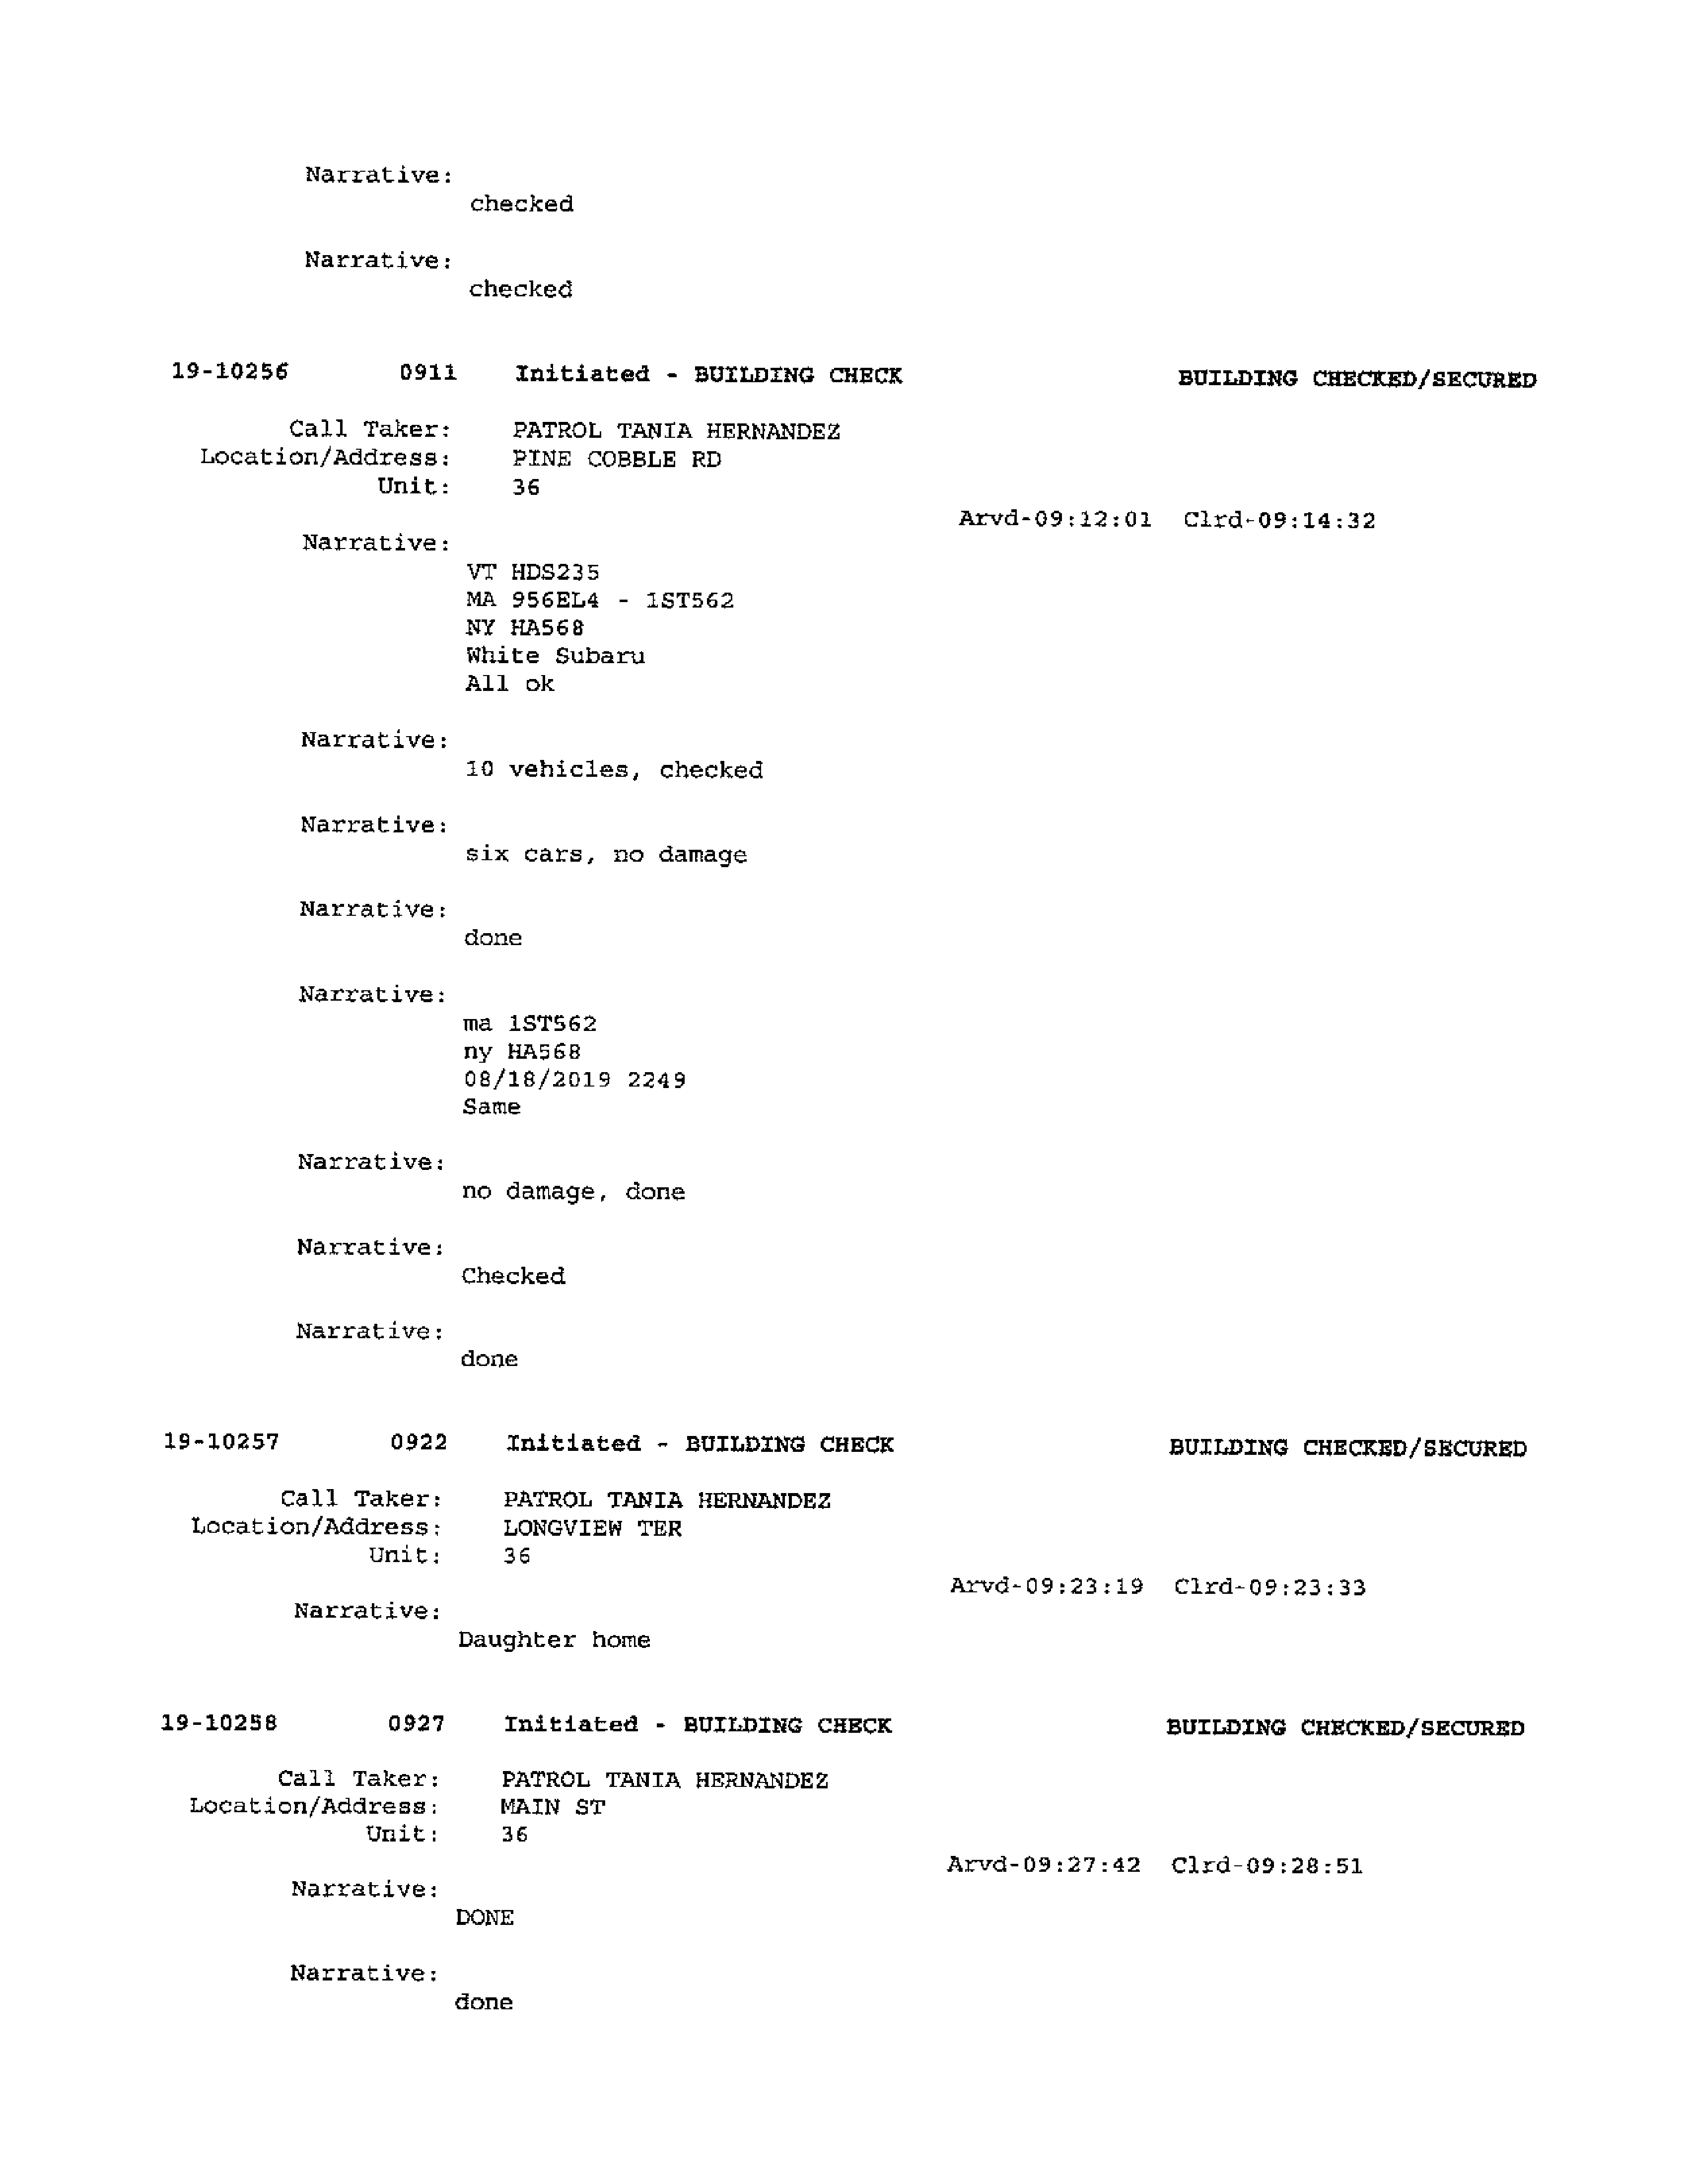 Narrative:
checked
Narrative:
checked
19-10256 0911 Initiated - BUILDING CHECK BUILDING CHECKED/SECURED
Call Taker: PATROL TANIA HERNANDEZ
Location/Address: PINE COBBLE RD
Unit: 36
Arvd-09:12:01 Clrd-09:14:32
Narrative:
VT HDS235
MA 956EL4 - 1ST562
NY HA568
White Subaru
All ok
Narrative:
10 vehicles, checked
Narrative:
six cars, no damage
Narrative:
done
Narrative:
ma 1ST562
ny HA568
08/18/2019 2249
Same
Narrative:
no damage, done
Narrative:
Checked
Narrative:
done
19-10257 0922 Initiated - BUILDING CHECK BUILDING CHECKED/SECURED
Call Taker: PATROL TANIA HERNANDEZ
Location/Address: LONGVIEW TER
Unit: 36
Arvd-09:23:19 Clrd-09:23:33
Narrative:
Daughter home
19-10258 0927 Initiated - BUILDING CHECK BUILDING CHECKED/SECURED
Call Taker: PATROL TANIA HERNANDEZ
Location/Address: MAIN ST
Unit: 36
Arvd-09:27:42 Clrd-09:28:51
Narrative:
DONE
Narrative:
done